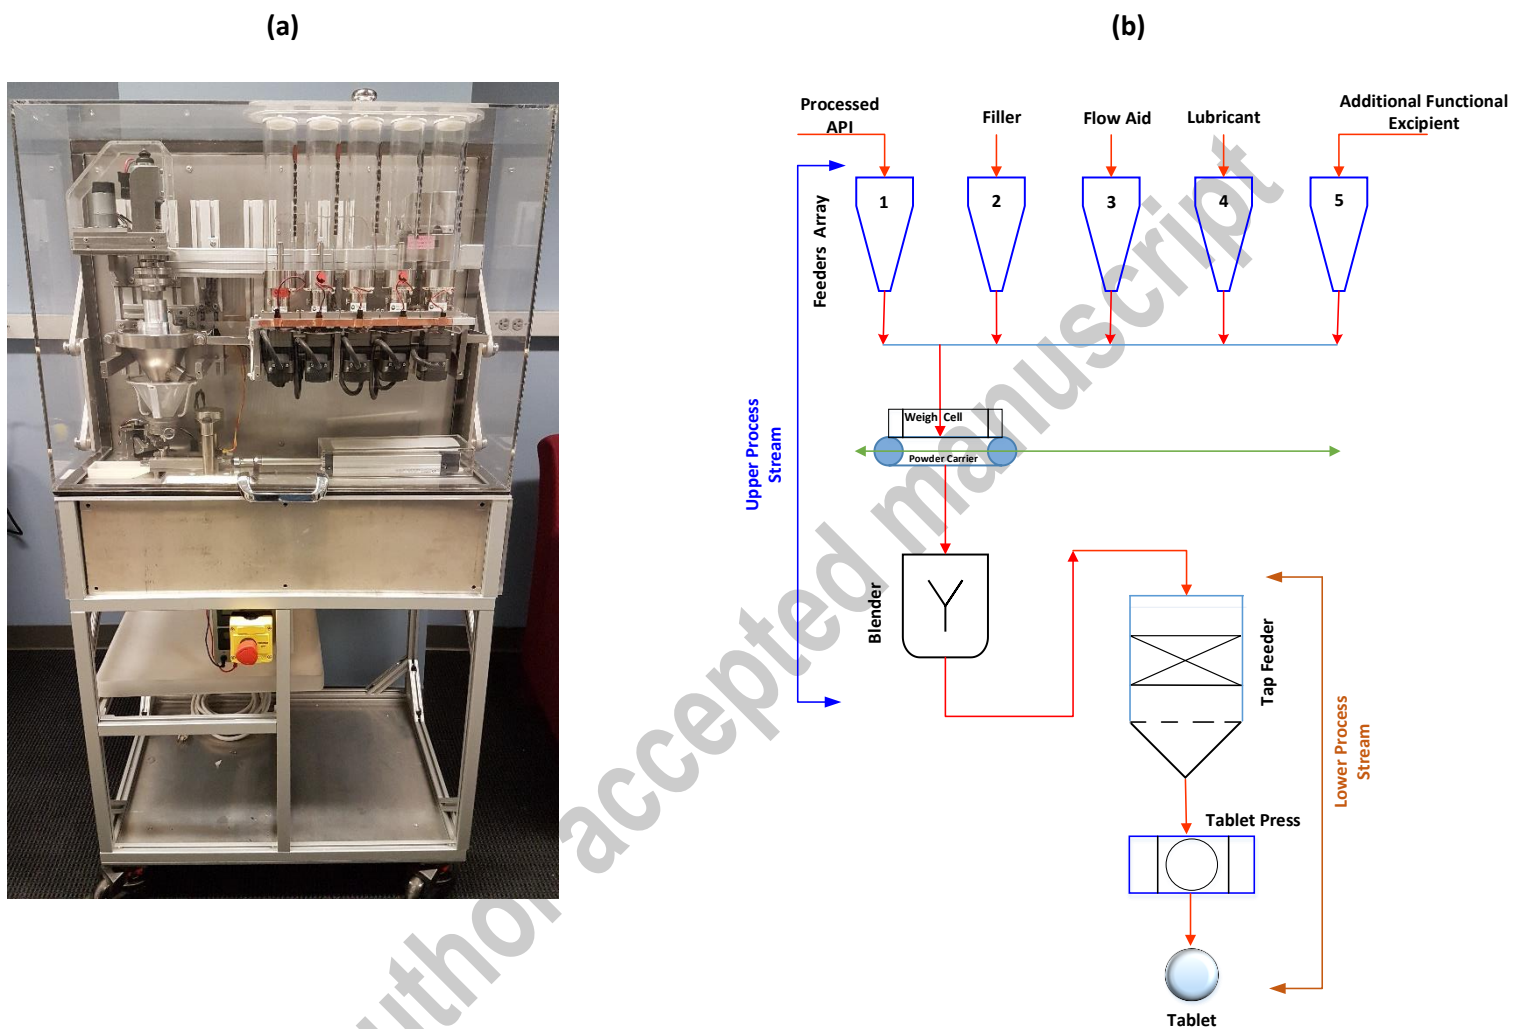 (a)
(b)
Processed
API
Filler
Flow Aid
Lubricant
Additional Functional
Excipient
1
2
3
4
5
Feeders Array
Weigh Cell
Powder Carrier
Upper Process
Stream
Blender
Tap Feeder
Lower Process
Stream
Tablet Press
Tablet
accepted manuscript